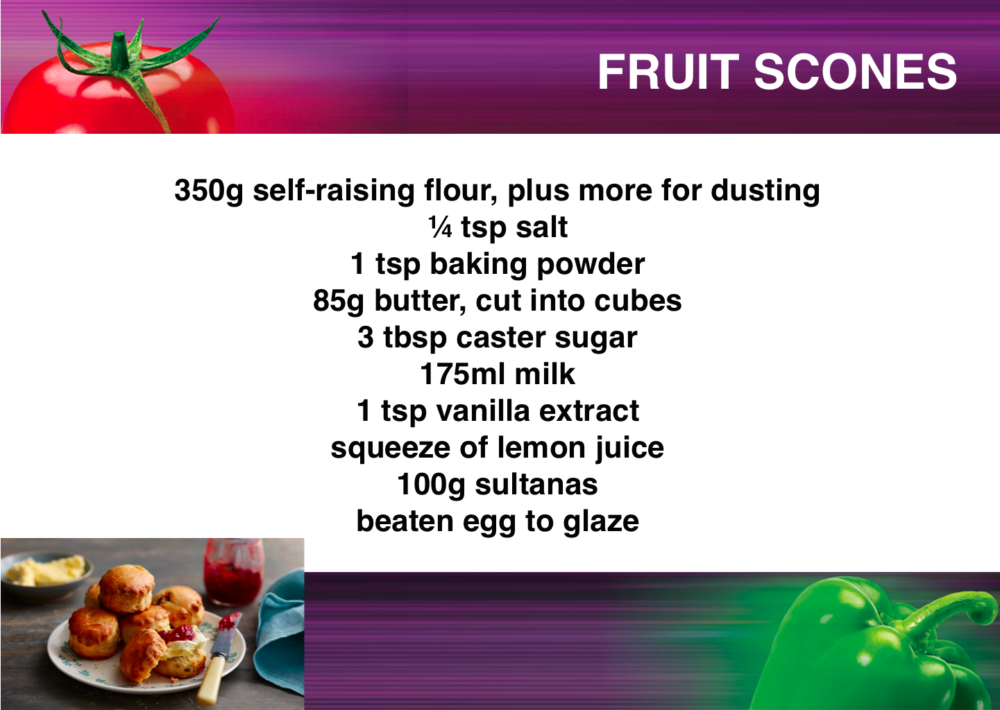 FRUIT SCONES
350g self-raising flour, plus more for dusting
¼ tsp salt
1 tsp baking powder
85g butter, cut into cubes
3 tbsp caster sugar
175ml milk
1 tsp vanilla extract
squeeze of lemon juice
100g sultanas
beaten egg to glaze